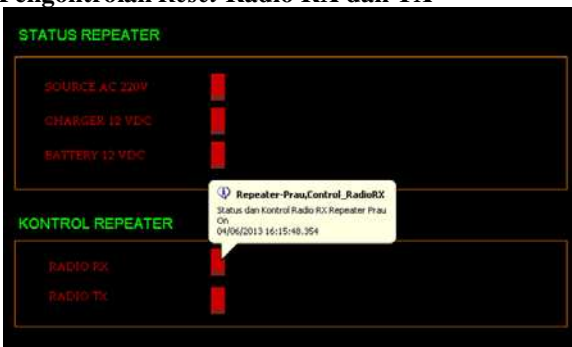 Pengontrolan Reset Radio RX dan TX
STATUS REPEATER
SOURCE AC 220V
CHARGER 12 VDC
BATTERY 12 VDC
Repeater-Prau,Control_RadioRX
Status dan Kontrol Radio RX Repeater Prau
On
04/06/2013 16:15:48.354
KONTROL REPEATER
RADIO RX
RADIO TX